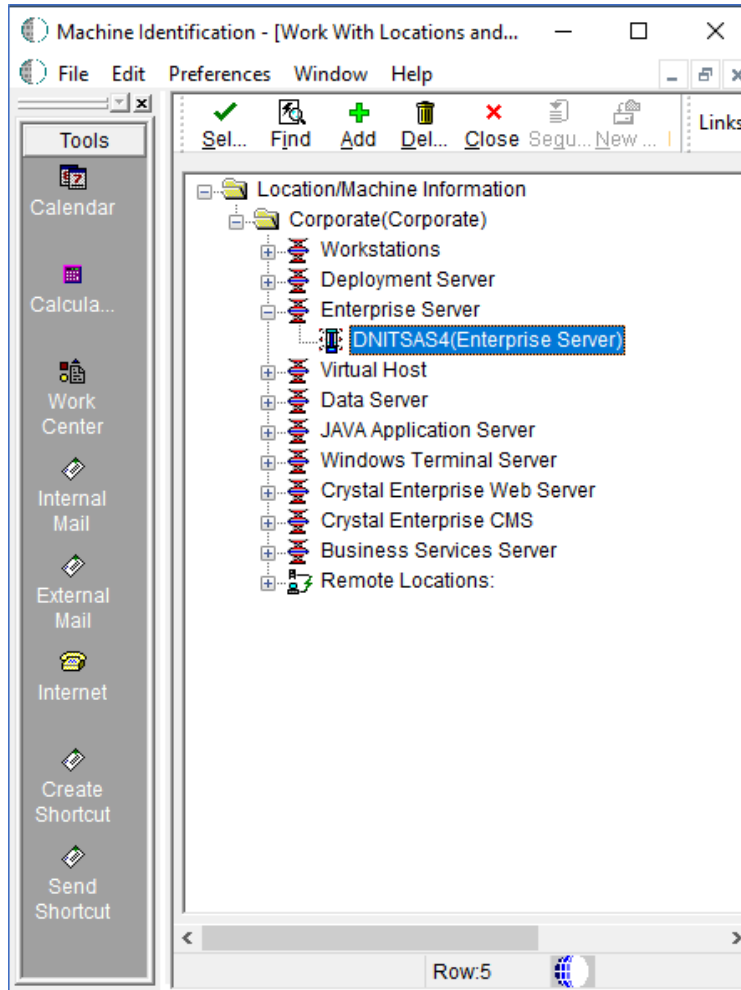 Machine Identification - [Work With Locations and...
File Edit Preferences Window Help
Tools
Sel... Find Add Del... Close Sequ... New ...
Links
Calendar
Calcula...
Work
Center
Internal
Mail
External
Mail
Internet
Create
Shortcut
Send
Shortcut
Location/Machine Information
Corporate(Corporate)
Workstations
Deployment Server
Enterprise Server
DNITSAS4(Enterprise Server)
Virtual Host
Data Server
JAVA Application Server
Windows Terminal Server
Crystal Enterprise Web Server
Crystal Enterprise CMS
Business Services Server
Remote Locations:
Row:5